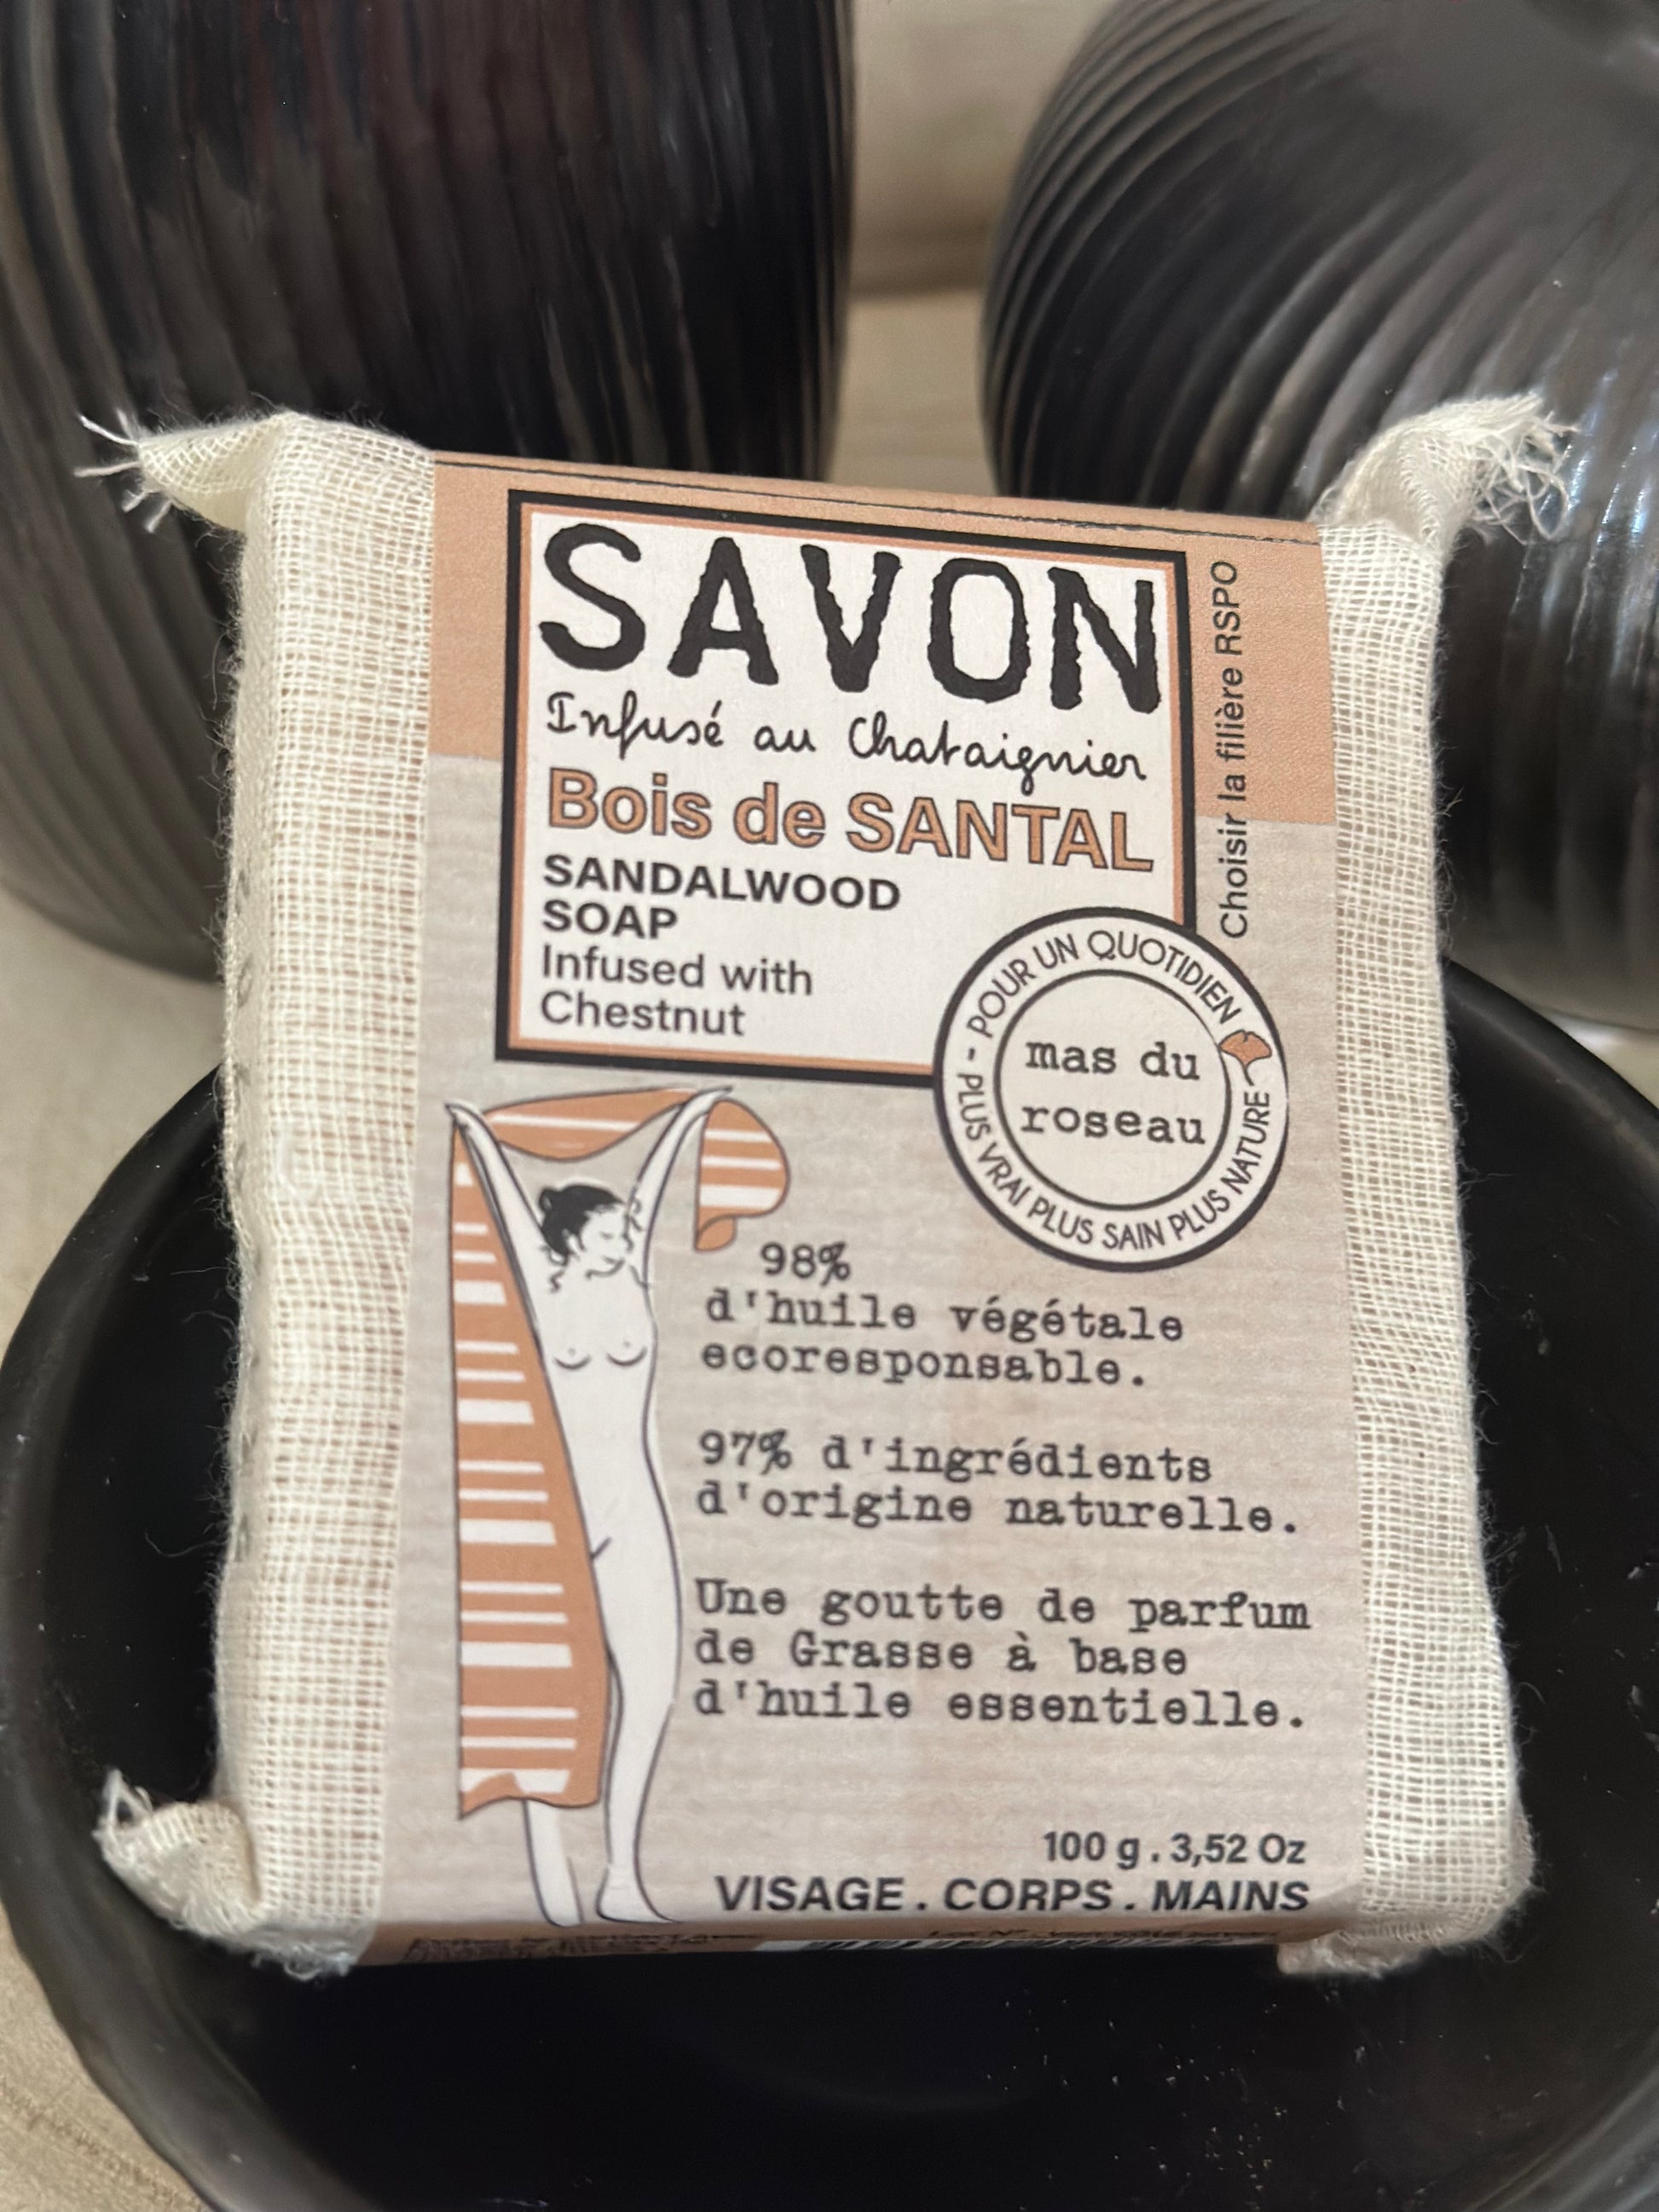 SAVON
Infusé au Chataignier
Bois de SANTAL
SANDALWOOD
SOAP
Infused with
Chestnut
Choisir la filière RSPO
- POUR UN QUOTIDIEN
PLUS VRAI PLUS SAIN PLUS NATURE
mas du
roseau
98%
d'huile végétale
ecoresponsable.
97% d'ingrédients
d'origine naturelle.
Une goutte de parfum
de Grasse à base
d'huile essentielle.
100 g . 3,52 Oz
VISAGE . CORPS . MAINS